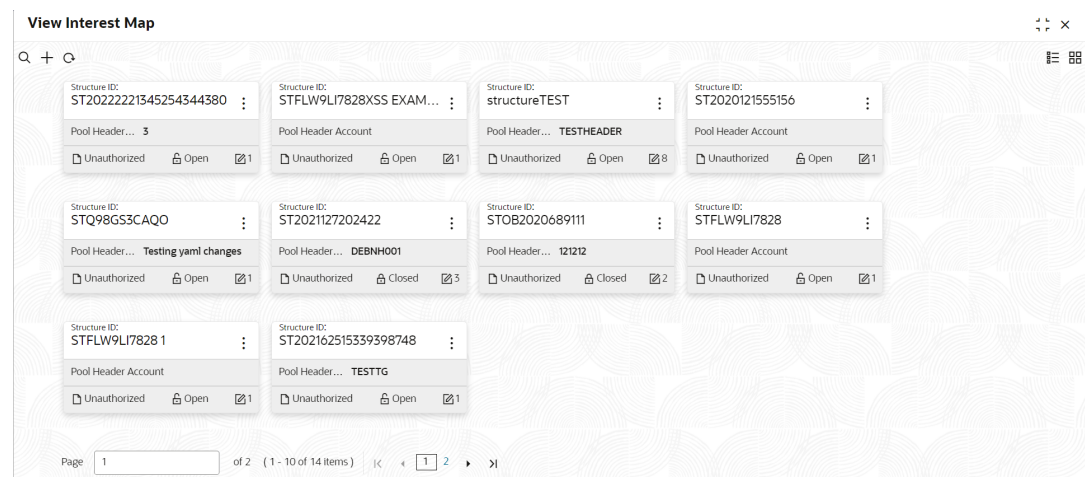 View Interest Map
Structure ID:
ST20222221345254344380
Pool Header... 3
Unauthorized Open 1
Structure ID:
STFLW9LI7828XSS EXAM...
Pool Header Account
Unauthorized Open 1
Structure ID:
structureTEST
Pool Header... TESTHEADER
Unauthorized Open 8
Structure ID:
ST2020121555156
Pool Header Account
Unauthorized Open 1
Structure ID:
STQ98GS3CAQO
Pool Header... Testing yaml changes
Unauthorized Open 1
Structure ID:
ST2021127202422
Pool Header... DEBNH001
Unauthorized Closed 3
Structure ID:
STOB2020689111
Pool Header... 121212
Unauthorized Closed 2
Structure ID:
STFLW9LI7828
Pool Header Account
Unauthorized Open 1
Structure ID:
STFLW9LI7828 1
Pool Header Account
Unauthorized Open 1
Structure ID:
ST202162515339398748
Pool Header... TESTTG
Unauthorized Open 1
Page 1 of 2 (1 - 10 of 14 items) 1 2